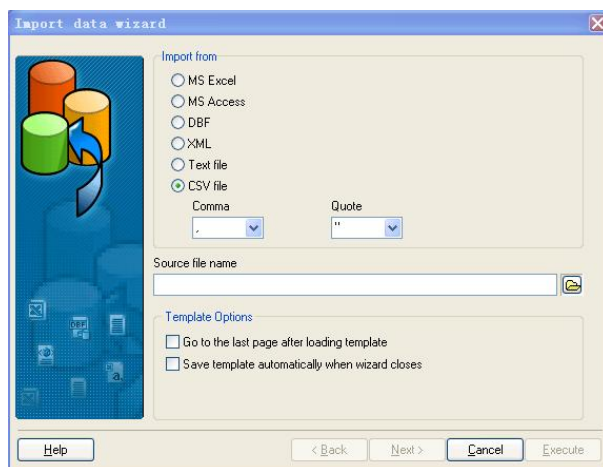 Import data wizard
Import from
MS Excel
MS Access
DBF
XML
Text file
CSV file
Comma Quote
, "
Source file name
Template Options
Go to the last page after loading template
Save template automatically when wizard closes
DBF
a.
Help < Back Next > Cancel Execute